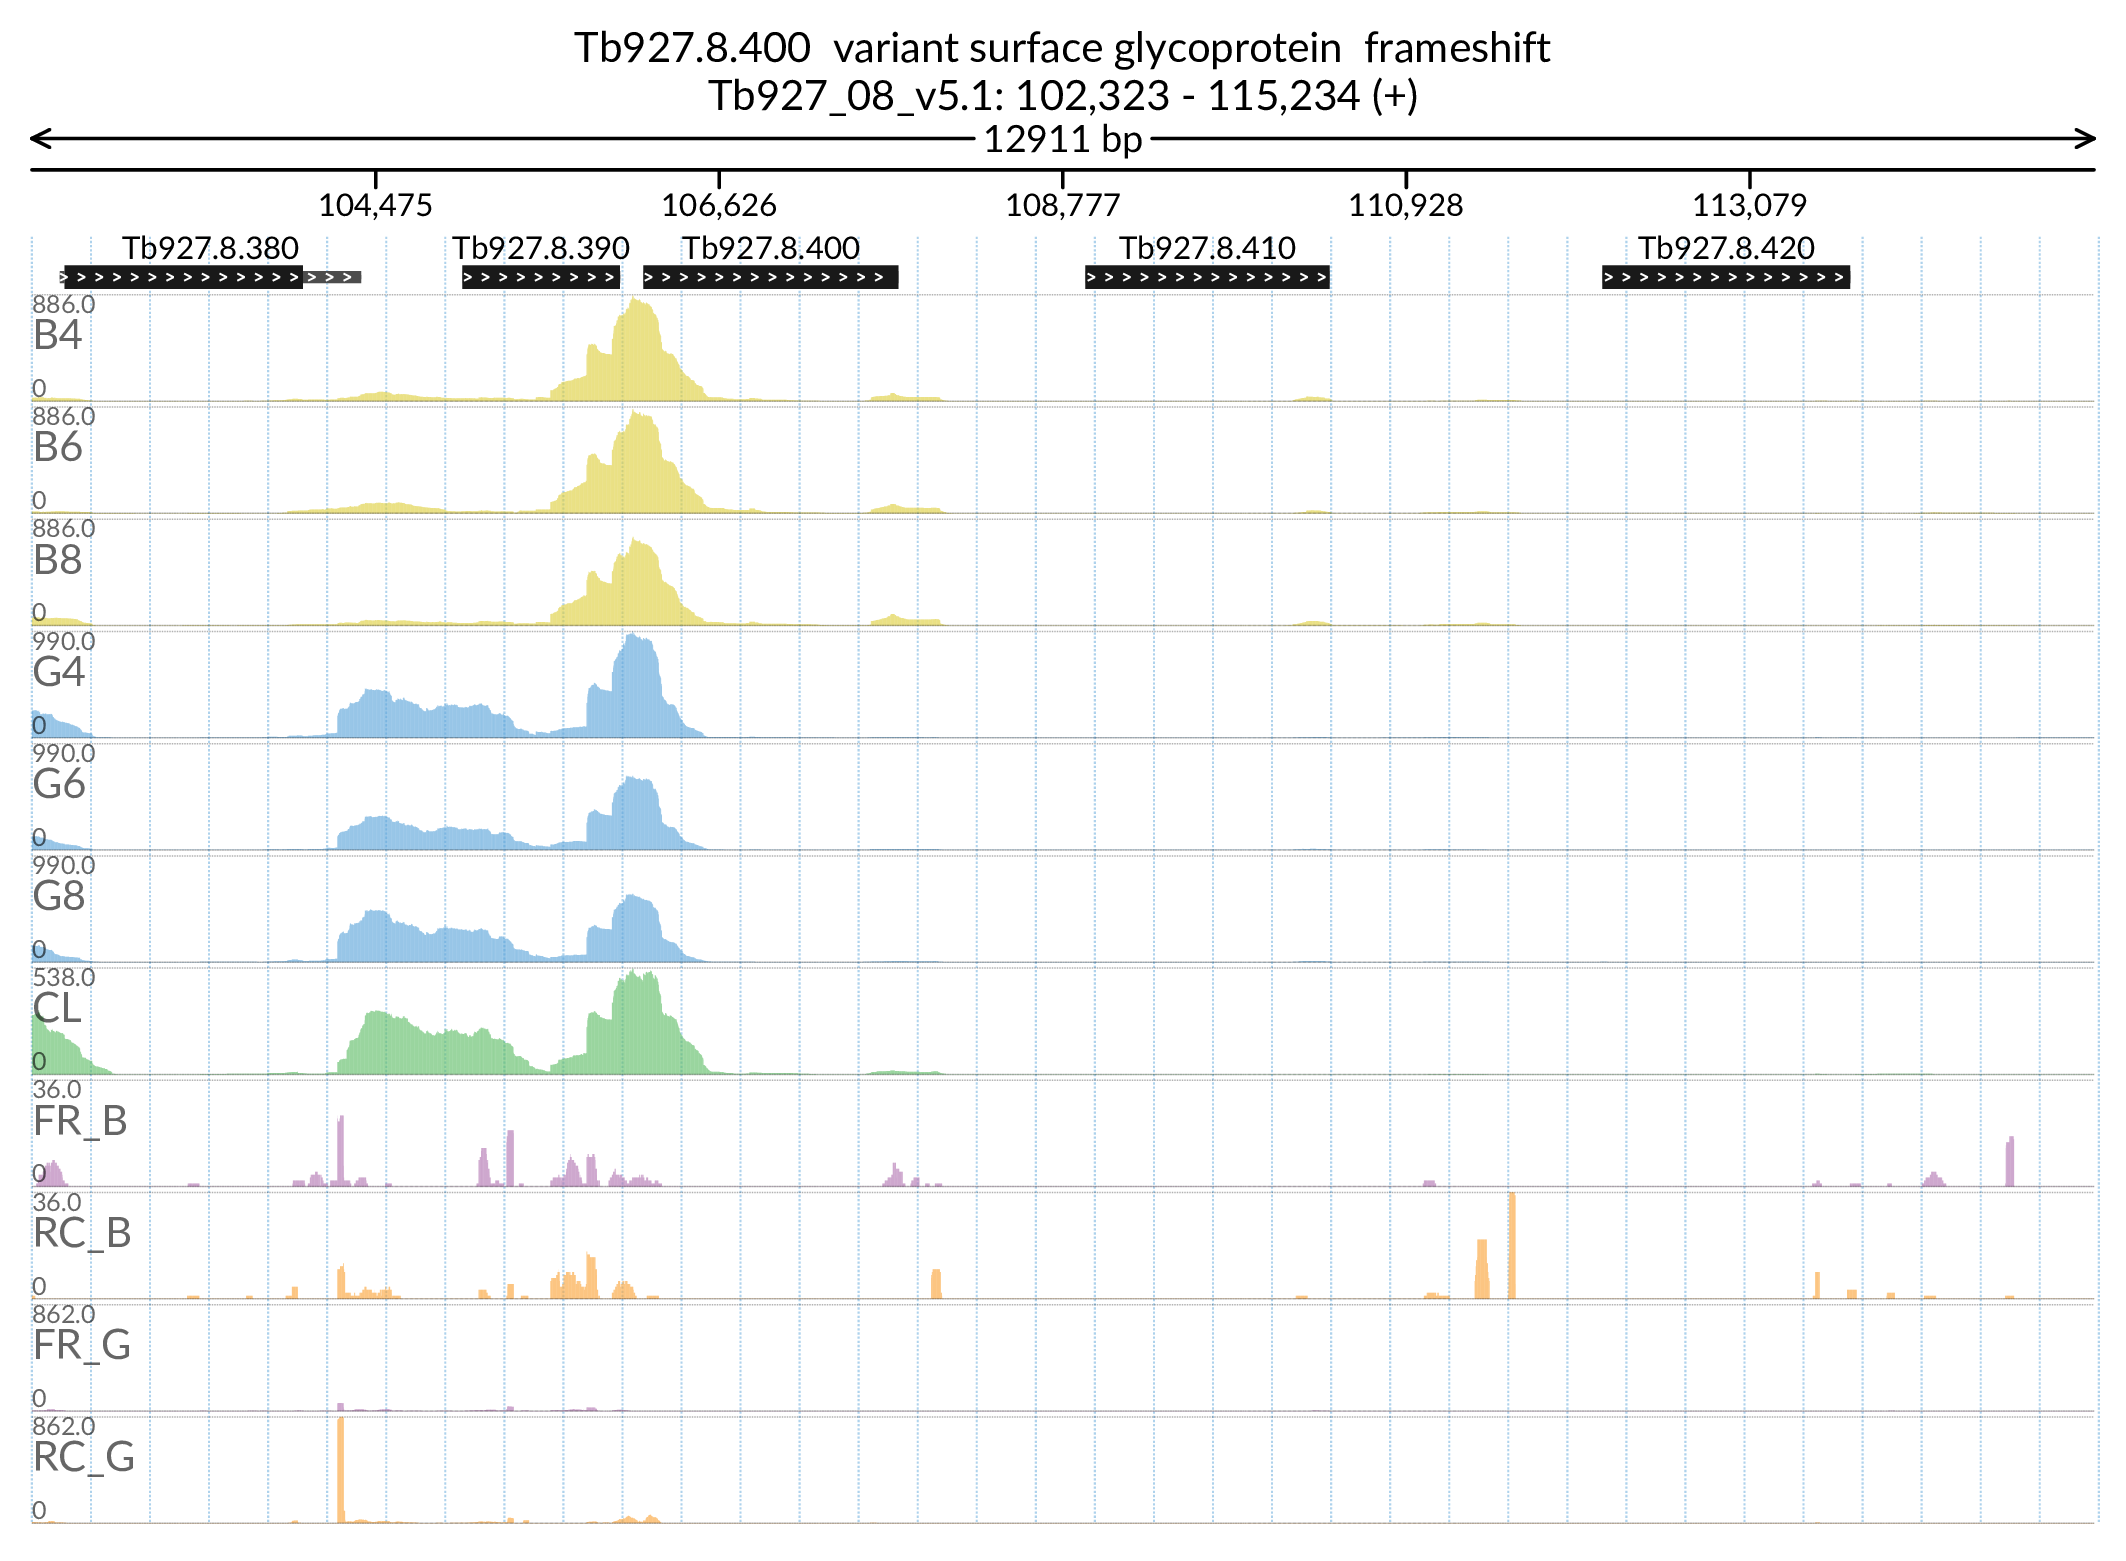 Tb927.8.400 variant surface glycoprotein frameshift
Tb927_08_v5.1: 102,323 - 115,234 (+)
12911 bp
104,475 106,626 108,777 110,928 113,079
Tb927.8.380 Tb927.8.390 Tb927.8.400 Tb927.8.410 Tb927.8.420
886.0
B4
0
886.0
B6
0
886.0
B8
0
990.0
G4
0
990.0
G6
0
990.0
G8
0
538.0
CL
0
36.0
FR_B
0
36.0
RC_B
0
862.0
FR_G
0
862.0
RC_G
0